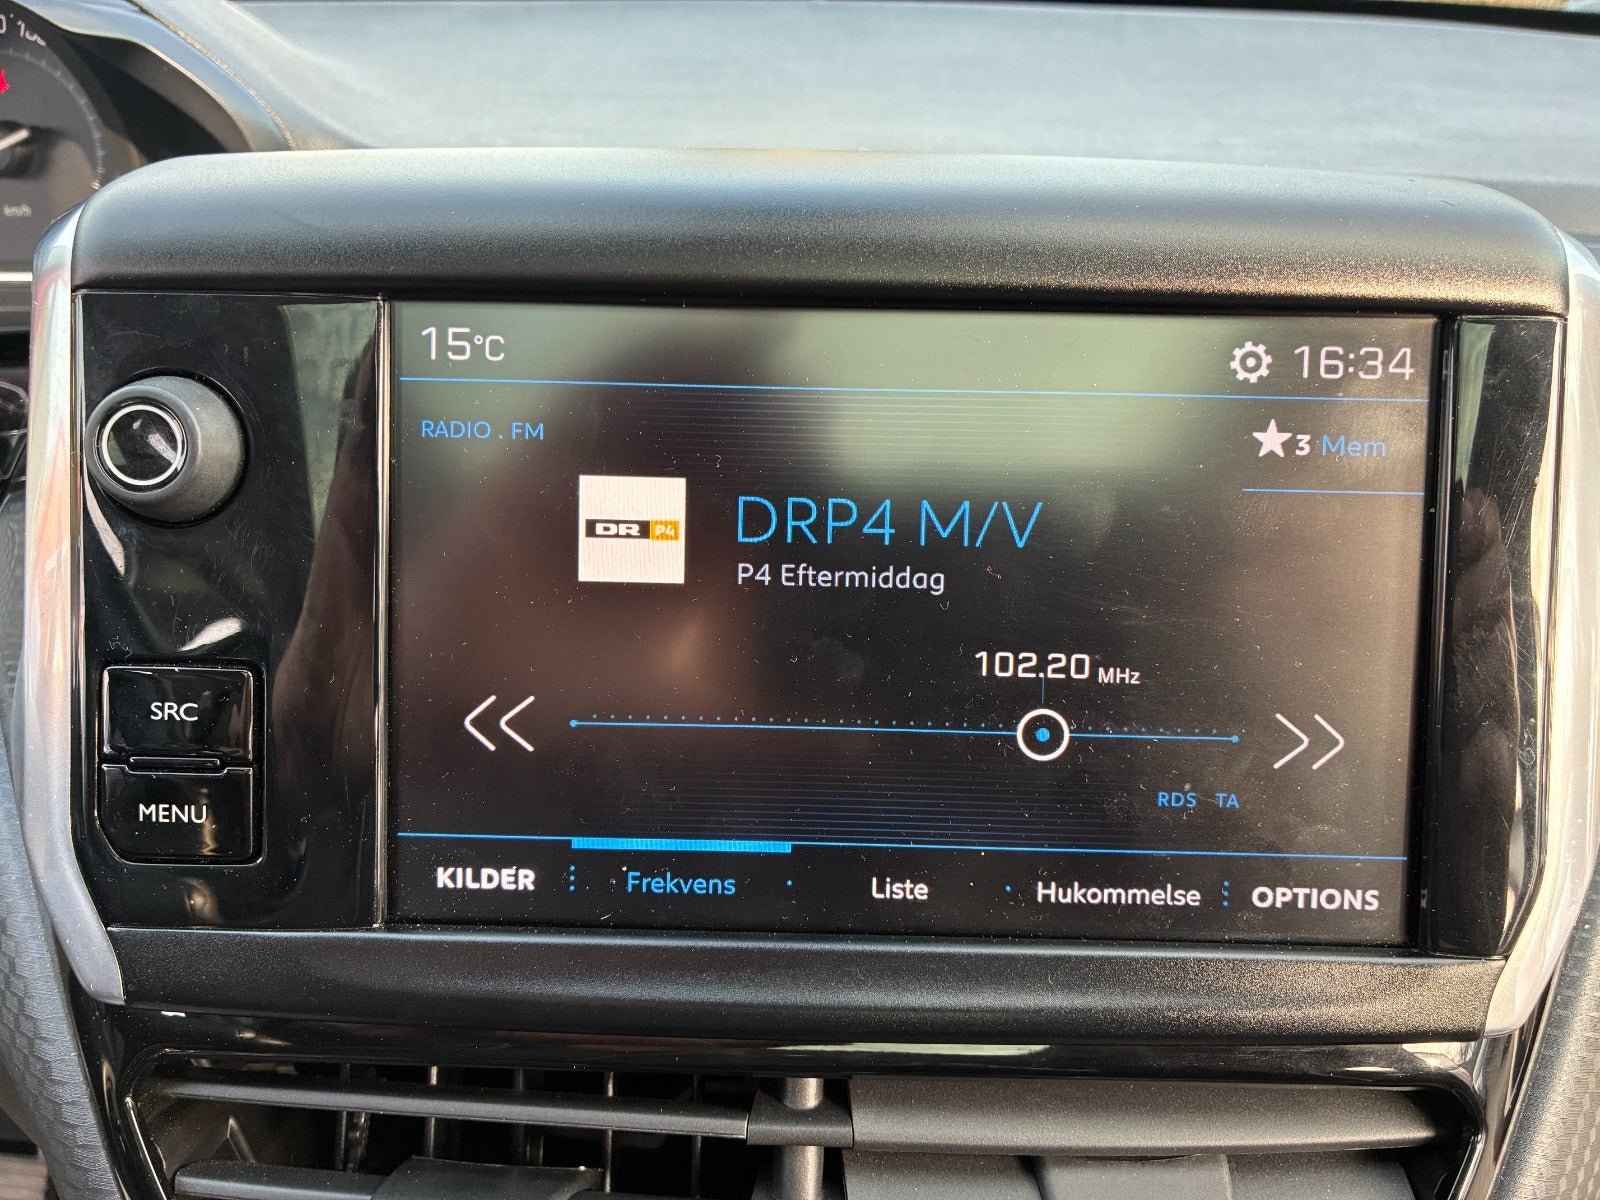 km/h
15°C
16:34
RADIO . FM
3 Mem
DR P4
DRP4 M/V
P4 Eftermiddag
102.20 MHz
SRC
RDS TA
MENU
KILDER
Frekvens
Liste
Hukommelse
OPTIONS